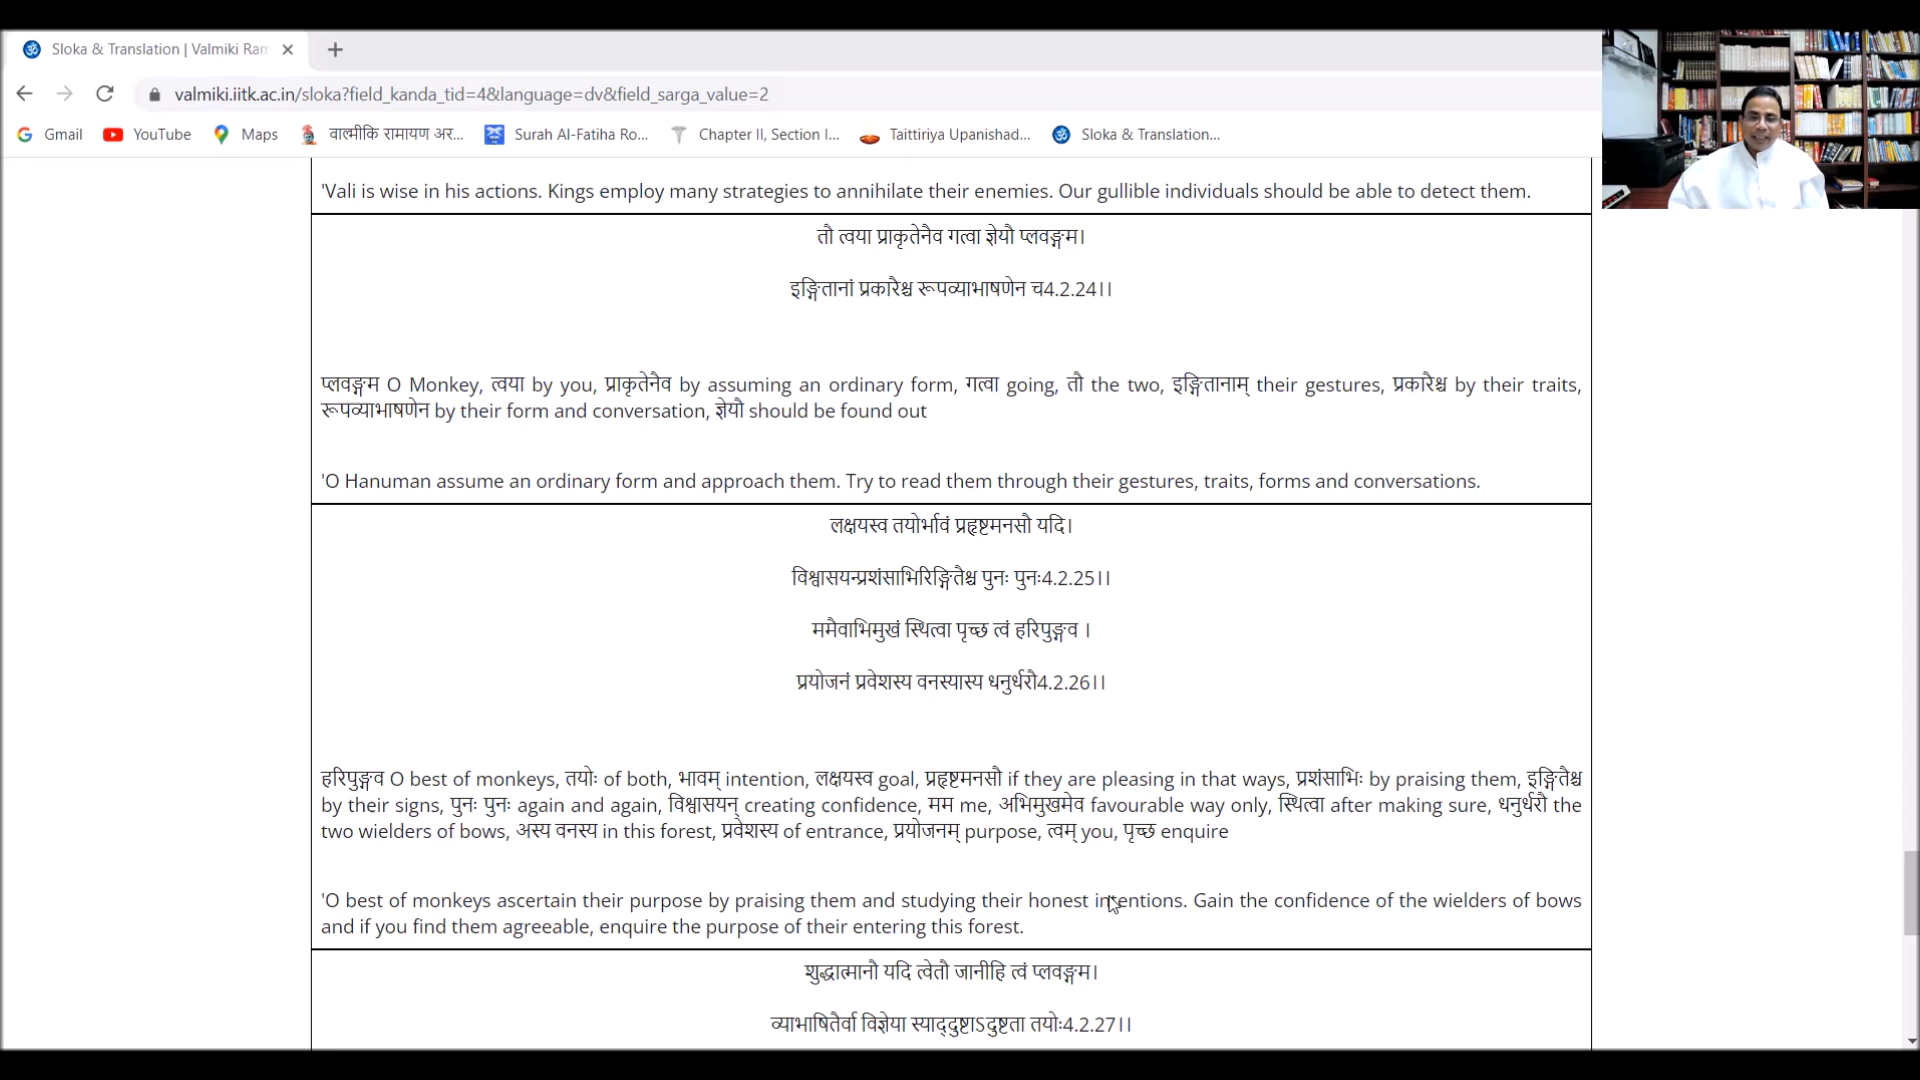 Sloka & Translation | Valmiki Ram
valmiki.iitk.ac.in/sloka?field_kanda_tid=4&language=dv&field_sarga_value=2
Gmail YouTube Maps वाल्मीकि रामायण अर... Surah Al-Fatiha Ro... Chapter II, Section I... Taittiriya Upanishad... Sloka & Translation...
'Vali is wise in his actions. Kings employ many strategies to annihilate their enemies. Our gullible individuals should be able to detect them.
तौ त्वया प्राकृतेनैव गत्वा ज्ञेयौ प्लवङ्गम।
इङ्गितानां प्रकारैश्च रूपव्याभाषणेन च4.2.24।।
प्लवङ्गम O Monkey, त्वया by you, प्राकृतेनैव by assuming an ordinary form, गत्वा going, तौ the two, इङ्गितानाम् their gestures, प्रकारैश्च by their traits,
रूपव्याभाषणेन by their form and conversation, ज्ञेयौ should be found out
'O Hanuman assume an ordinary form and approach them. Try to read them through their gestures, traits, forms and conversations.
लक्षयस्व तयोर्भावं प्रहृष्टमनसौ यदि।
विश्वासयन्प्रशंसाभिरिङ्गितैश्च पुनः पुनः4.2.25।।
ममैवाभिमुखं स्थित्वा पृच्छ त्वं हरिपुङ्गव ।
प्रयोजनं प्रवेशस्य वनस्यास्य धनुर्धरौ4.2.26।।
हरिपुङ्गव O best of monkeys, तयोः of both, भावम् intention, लक्षयस्व goal, प्रहृष्टमनसौ if they are pleasing in that ways, प्रशंसाभिः by praising them, इङ्गितैश्च
by their signs, पुनः पुनः again and again, विश्वासयन् creating confidence, मम me, अभिमुखमेव favourable way only, स्थित्वा after making sure, धनुर्धरौ the
two wielders of bows, अस्य वनस्य in this forest, प्रवेशस्य of entrance, प्रयोजनम् purpose, त्वम् you, पृच्छ enquire
'O best of monkeys ascertain their purpose by praising them and studying their honest intentions. Gain the confidence of the wielders of bows
and if you find them agreeable, enquire the purpose of their entering this forest.
शुद्धात्मानौ यदि त्वेतौ जानीहि त्वं प्लवङ्गम।
व्याभाषितैर्वा विज्ञेया स्याद्दुष्टाऽदुष्टता तयोः4.2.27।।